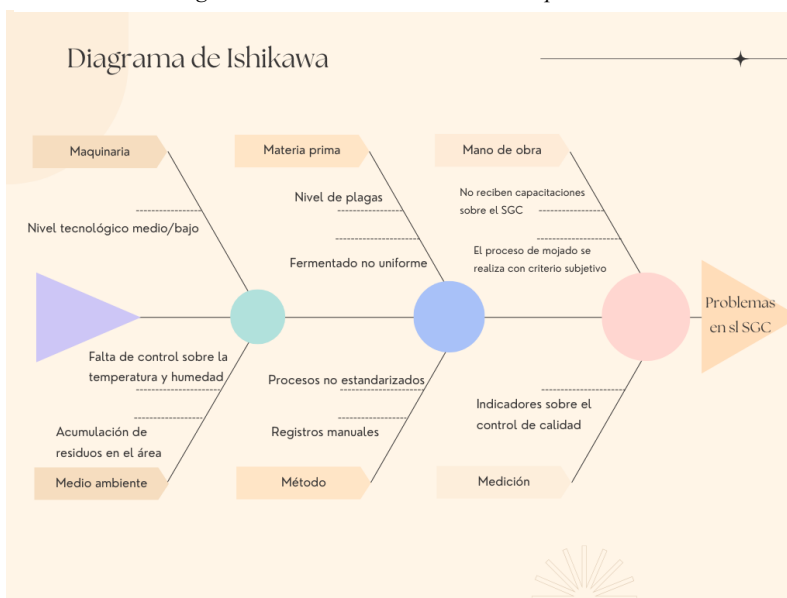 Diagrama de Ishikawa
Maquinaria
Materia prima
Mano de obra
Nivel tecnológico medio/bajo
Nivel de plagas
Fermentado no uniforme
No reciben capacitaciones
sobre el SGC
El proceso de mojado se
realiza con criterio subjetivo
Problemas
en sl SGC
Falta de control sobre la
temperatura y humedad
Acumulación de
residuos en el área
Procesos no estandarizados
Registros manuales
Indicadores sobre el
control de calidad
Medio ambiente
Método
Medición